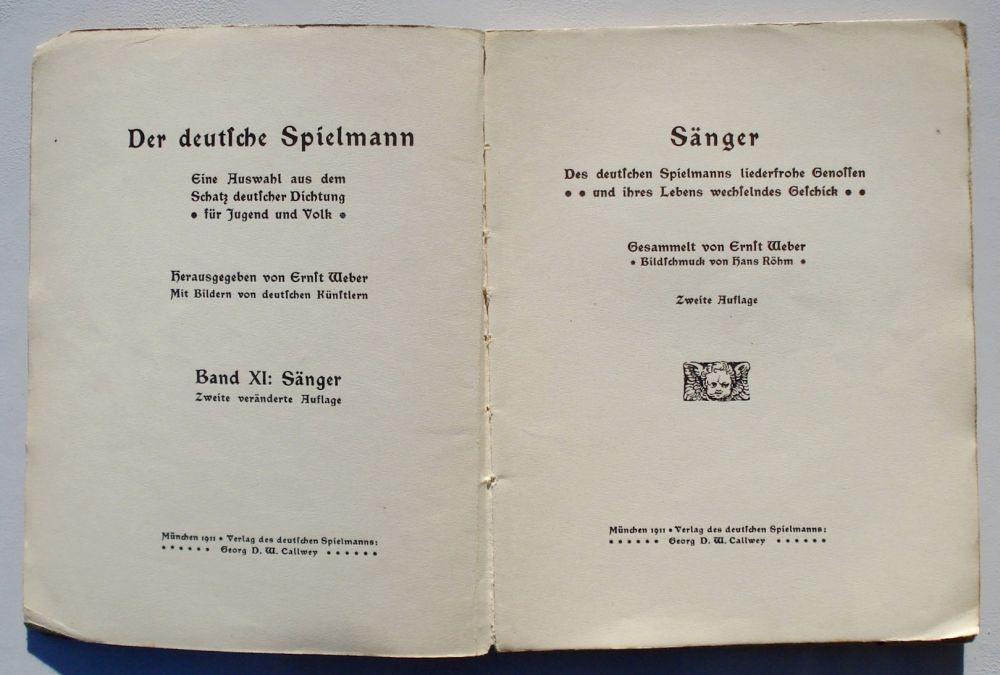 Der deutſche Spielmann
Eine Auswahl aus dem
Schatz deutſcher Dichtung
• für Jugend und Volk •
Herausgegeben von Ernſt Weber
Mit Bildern von deutſchen Künſtlern
Band XI: Sänger
Zweite veränderte Auflage
München 1911 • Verlag des deutſchen Spielmanns:
• • • • • • Georg D. W. Callwey • • • • • •
Sänger
Des deutſchen Spielmanns liederfrohe Genoſſen
• • und ihres Lebens wechſelndes Geſchick • •
Gesammelt von Ernſt Weber
• Bildſchmuck von Hans Röhm •
Zweite Auflage
München 1911 • Verlag des deutſchen Spielmanns:
• • • • • • Georg D. W. Callwey • • • • • •